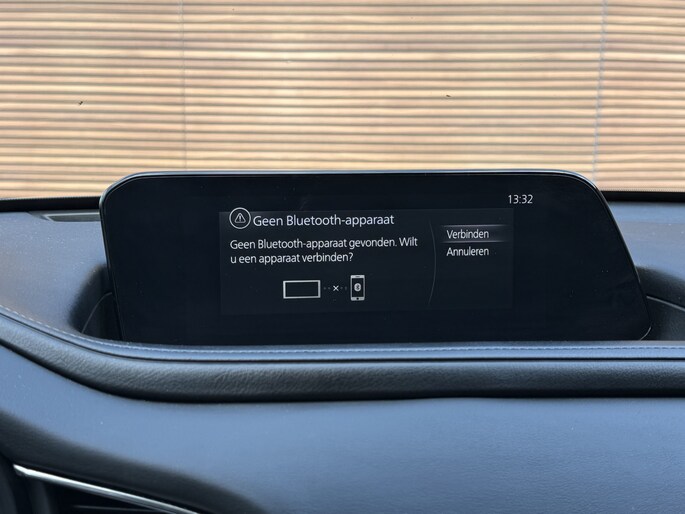 13:32
Geen Bluetooth-apparaat
Geen Bluetooth-apparaat gevonden. Wilt
u een apparaat verbinden?
Verbinden
Annuleren